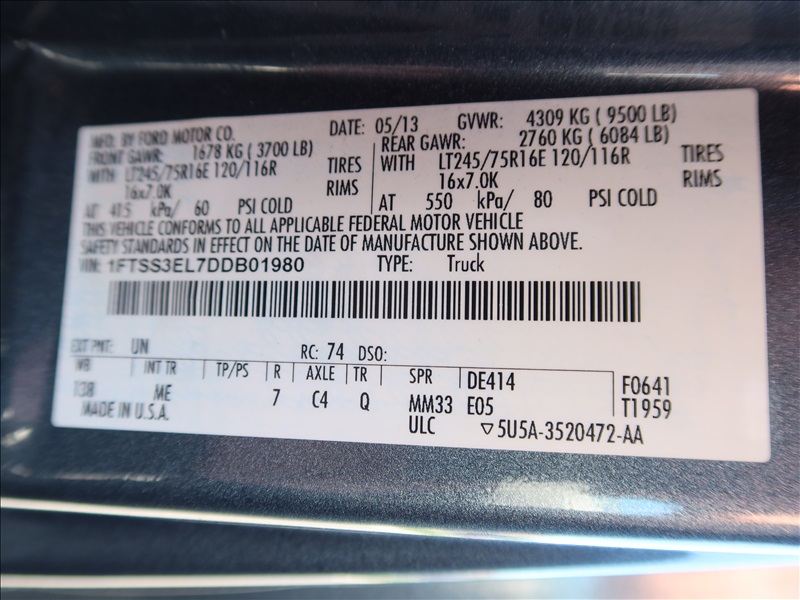 MFD. BY FORD MOTOR CO.
DATE: 05/13 GVWR: 4309 KG ( 9500 LB)
FRONT GAWR: 1678 KG ( 3700 LB)
WITH LT245/75R16E 120/116R TIRES
16x7.0K RIMS
AT 415 kPa/ 60 PSI COLD
REAR GAWR: 2760 KG ( 6084 LB)
WITH LT245/75R16E 120/116R TIRES
16x7.0K RIMS
AT 550 kPa/ 80 PSI COLD
THIS VEHICLE CONFORMS TO ALL APPLICABLE FEDERAL MOTOR VEHICLE
SAFETY STANDARDS IN EFFECT ON THE DATE OF MANUFACTURE SHOWN ABOVE.
VIN: 1FTSS3EL7DDB01980 TYPE: Truck
EXT PNT: UN RC: 74 DSO:
WB INT TR TP/PS R AXLE TR SPR DE414 F0641
138 ME 7 C4 Q MM33 E05 T1959
MADE IN U.S.A. ULC ▽5U5A-3520472-AA